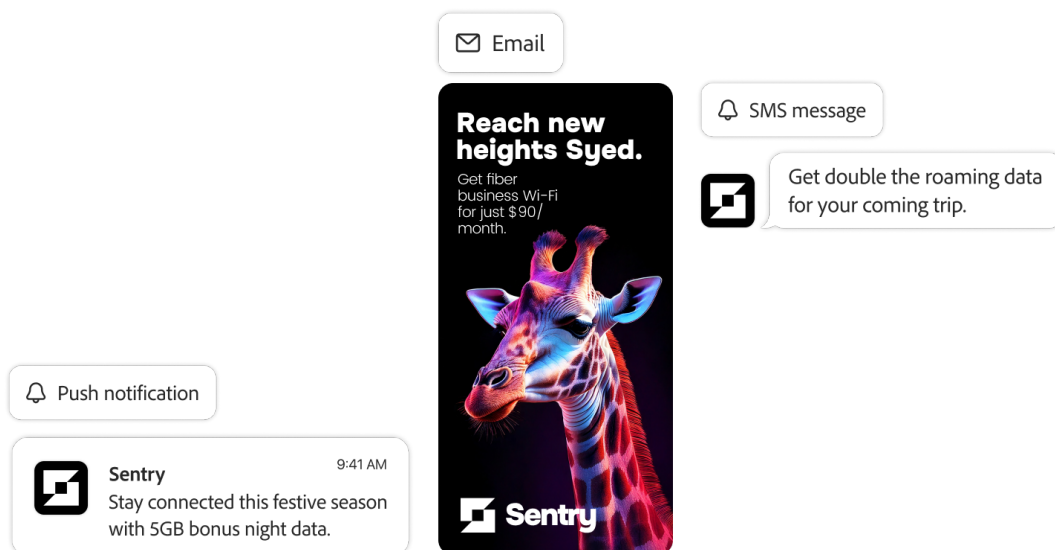 Email
Reach new
heights Syed.
Get fiber
business Wi-Fi
for just $90/
month.
Sentry
SMS message
Get double the roaming data
for your coming trip.
Push notification
Sentry
9:41 AM
Stay connected this festive season
with 5GB bonus night data.